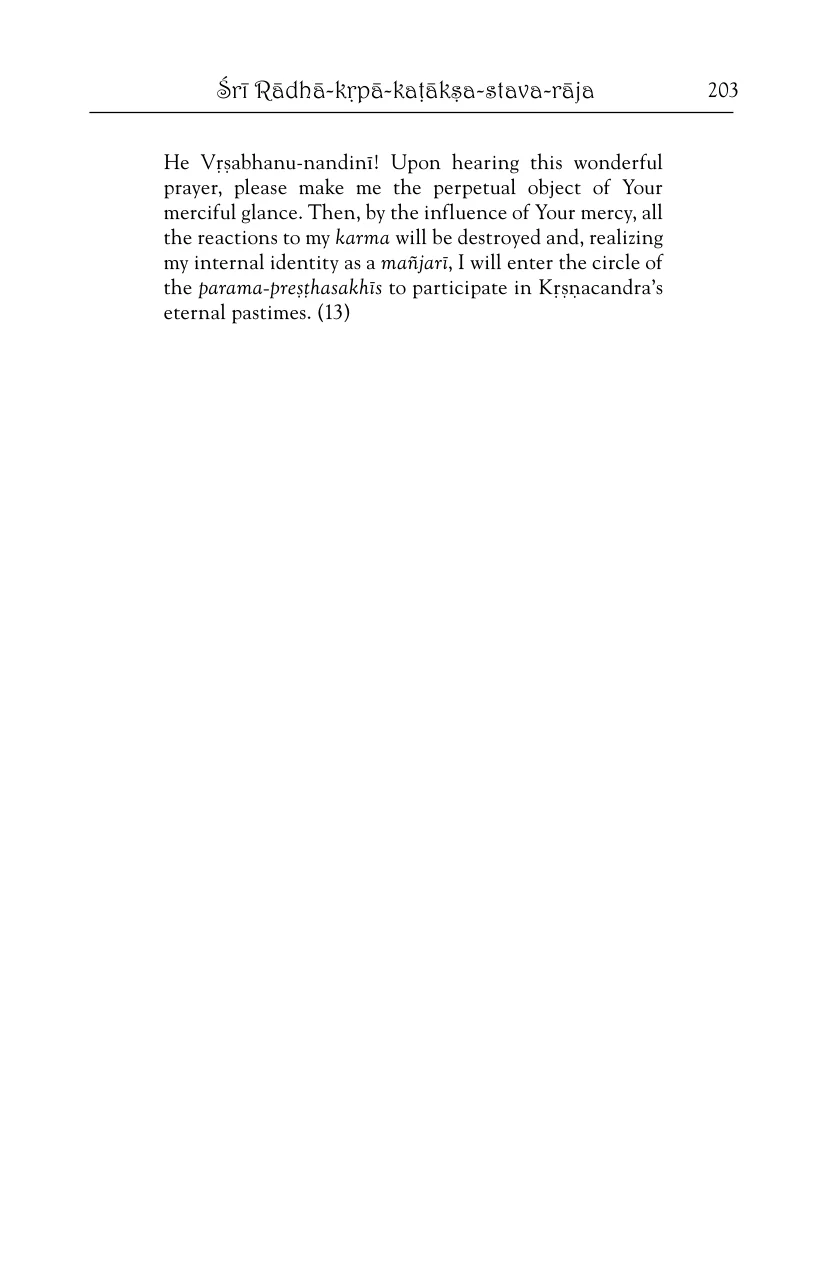 Śrī Rādhā-kṛpā-kaṭākṣa-stava-rāja 203
He Vṛṣabhanu-nandinī! Upon hearing this wonderful
prayer, please make me the perpetual object of Your
merciful glance. Then, by the influence of Your mercy, all
the reactions to my karma will be destroyed and, realizing
my internal identity as a mañjarī, I will enter the circle of
the parama-preṣṭhasakhīs to participate in Kṛṣṇacandra’s
eternal pastimes. (13)